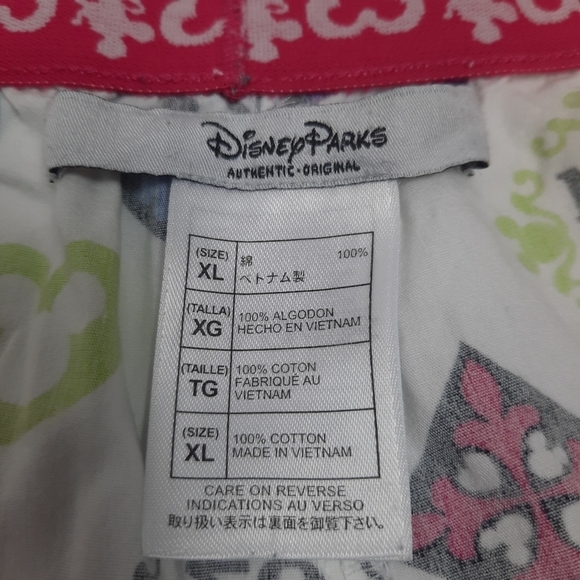 Disney Parks
AUTHENTIC·ORIGINAL
(SIZE)
XL
綿 100%
ベトナム製
(TALLA)
XG
100% ALGODON
HECHO EN VIETNAM
(TAILLE)
TG
100% COTON
FABRIQUÉ AU
VIETNAM
(SIZE)
XL
100% COTTON
MADE IN VIETNAM
CARE ON REVERSE
INDICATIONS AU VERSO
取り扱い表示は裏面を御覧下さい。